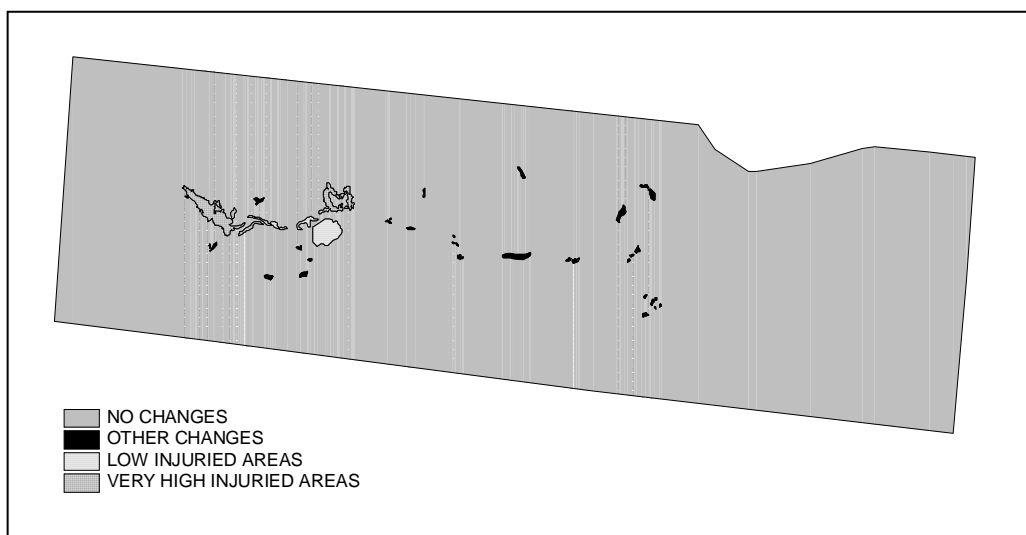 NO CHANGES
OTHER CHANGES
LOW INJURIED AREAS
VERY HIGH INJURIED AREAS